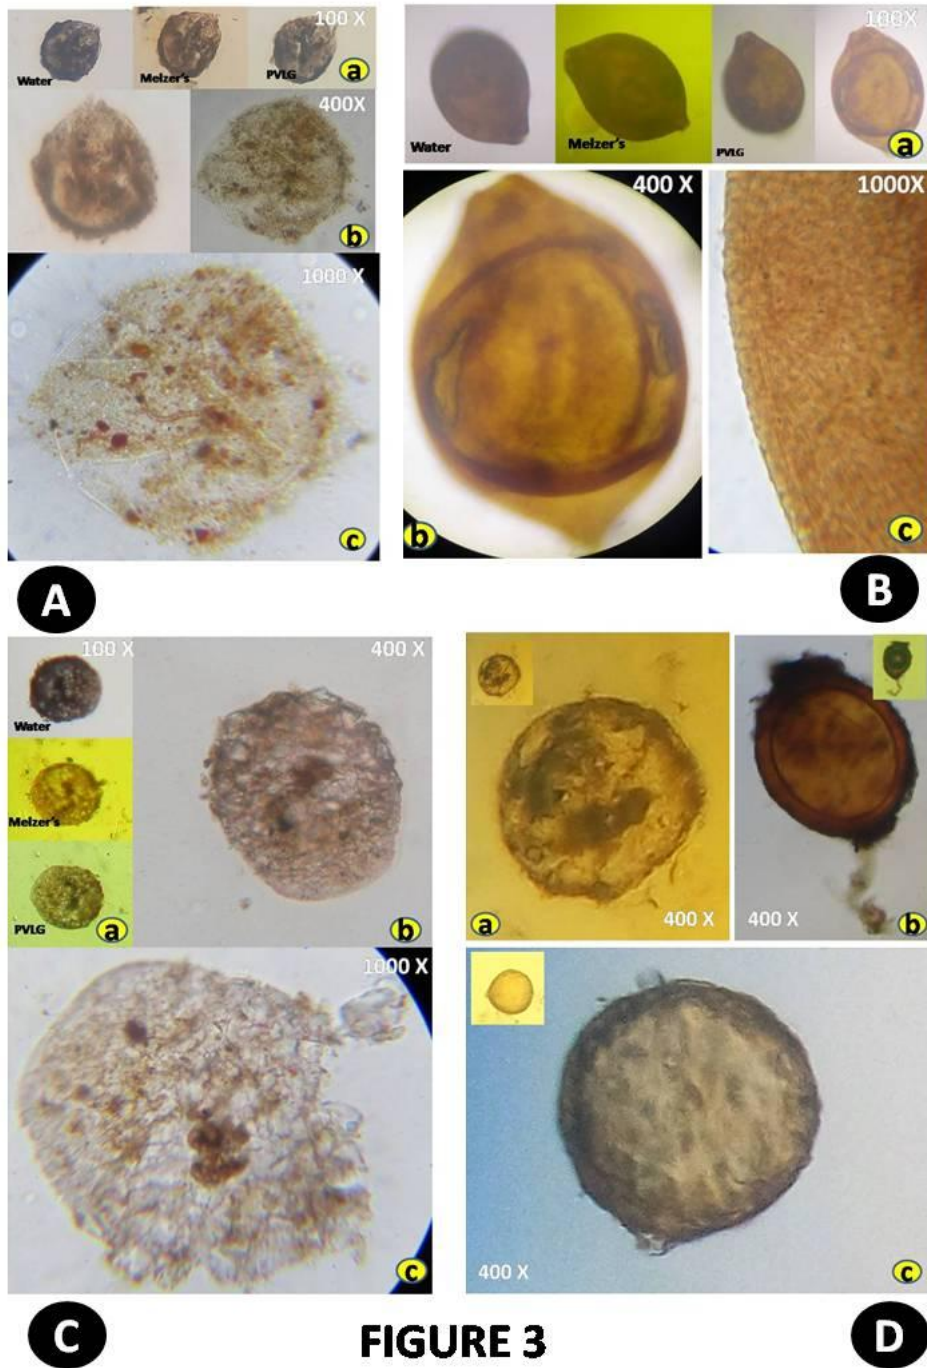 100 X
Water
Melzer's
PVLG
a
400X
b
1000 X
c
A
100X
Water
Melzer's
PVLG
a
400 X
b
1000X
c
B
100 X
Water
Melzer's
PVLG
a
400 X
b
1000 X
c
C
a
400 X
400 X
b
400 X
c
D
FIGURE 3